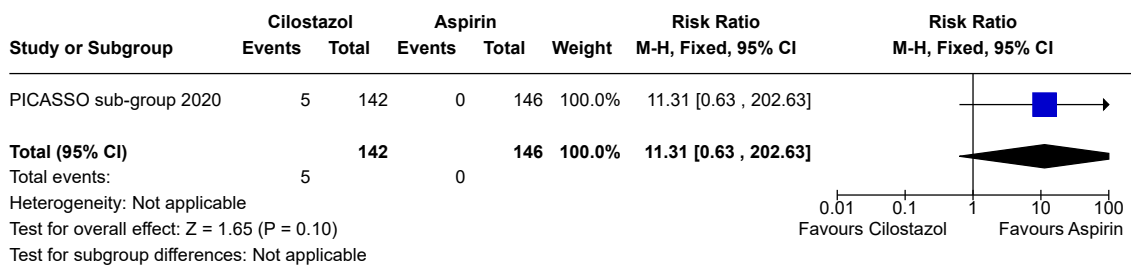 Cilostazol Aspirin Risk Ratio Risk Ratio
Study or Subgroup Events Total Events Total Weight M-H, Fixed, 95% CI M-H, Fixed, 95% CI
PICASSO sub-group 2020 5 142 0 146 100.0% 11.31 [0.63 , 202.63]
Total (95% CI) 142 146 100.0% 11.31 [0.63 , 202.63]
Total events: 5 0
Heterogeneity: Not applicable 0.01 0.1 1 10 100
Test for overall effect: Z = 1.65 (P = 0.10) Favours Cilostazol Favours Aspirin
Test for subgroup differences: Not applicable